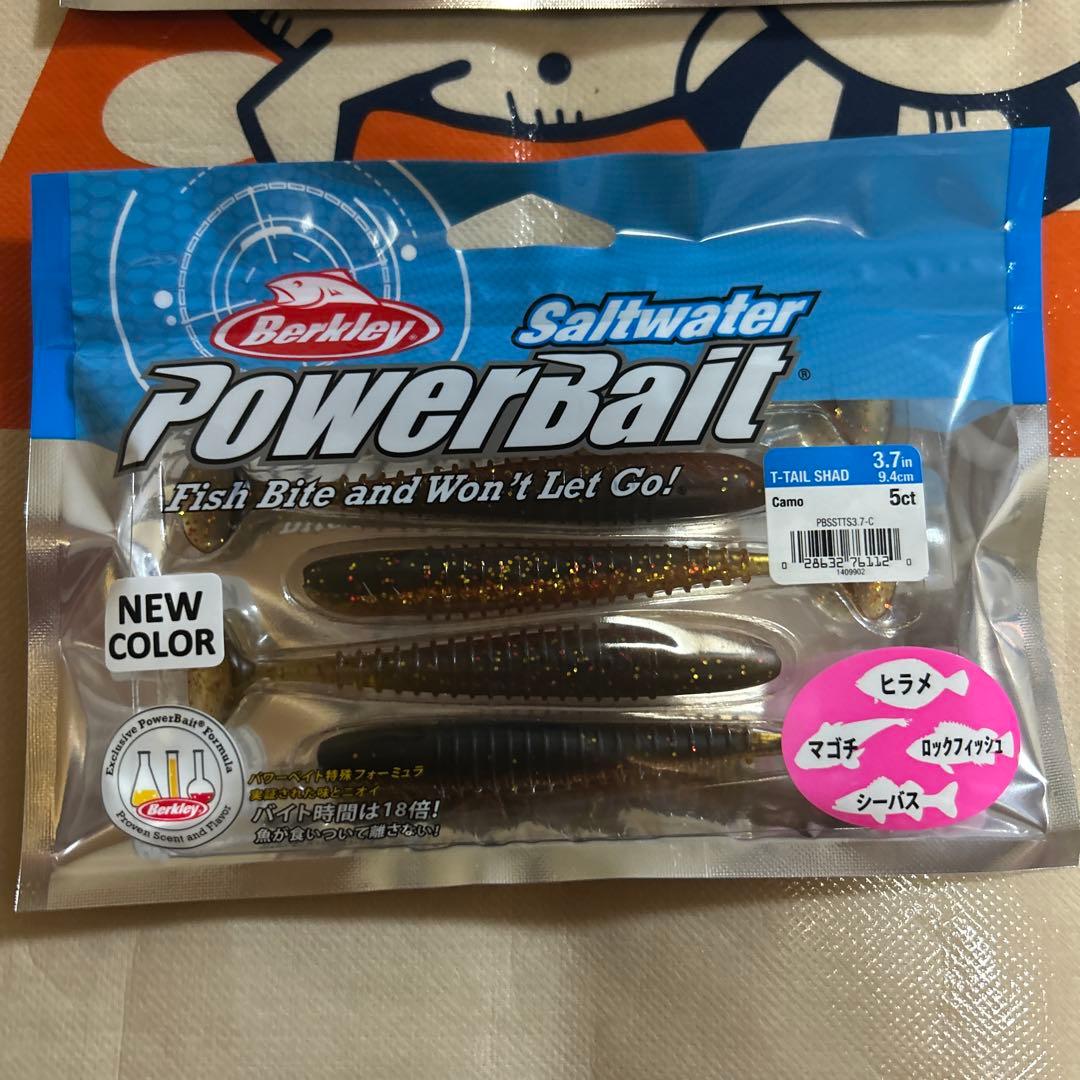 Berkley
Saltwater
PowerBait®
Fish Bite and Won't Let Go!
T-TAIL SHAD
3.7in
9.4cm
Camo
5ct
PBSSTTS3.7-C
0 28632 76112 0
1409902
NEW
COLOR
ヒラメ
マゴチ
ロックフィッシュ
シーバス
Exclusive PowerBait® Formula
Berkley
Proven Scent and Flavor
パワーベイト特殊フォーミュラ
実証された味とニオイ
バイト時間は18倍!
魚が食いついて離さない!